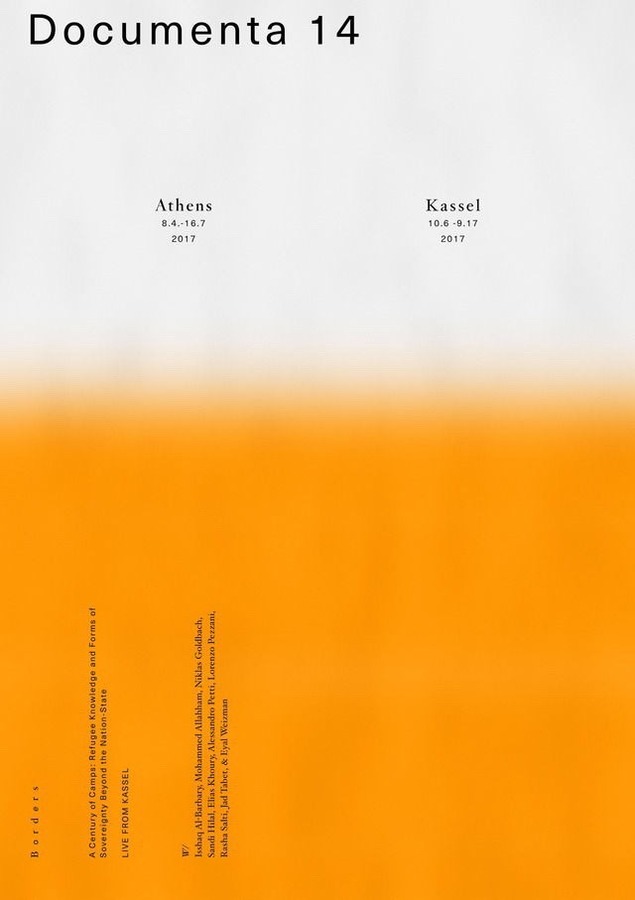 Documenta 14
Athens
8.4.-16.7
2017
Kassel
10.6 -9.17
2017
Borders
A Century of Camps: Refugee Knowledge and Forms of
Sovereignty Beyond the Nation-State
LIVE FROM KASSEL
W/
Isshaq Al-Barbary, Mohammed Allahham, Niklas Goldbach,
Sandi Hilal, Elias Khoury, Alessandro Petti, Lorenzo Pezzani,
Rasha Salti, Jad Tabet, & Eyal Weizman